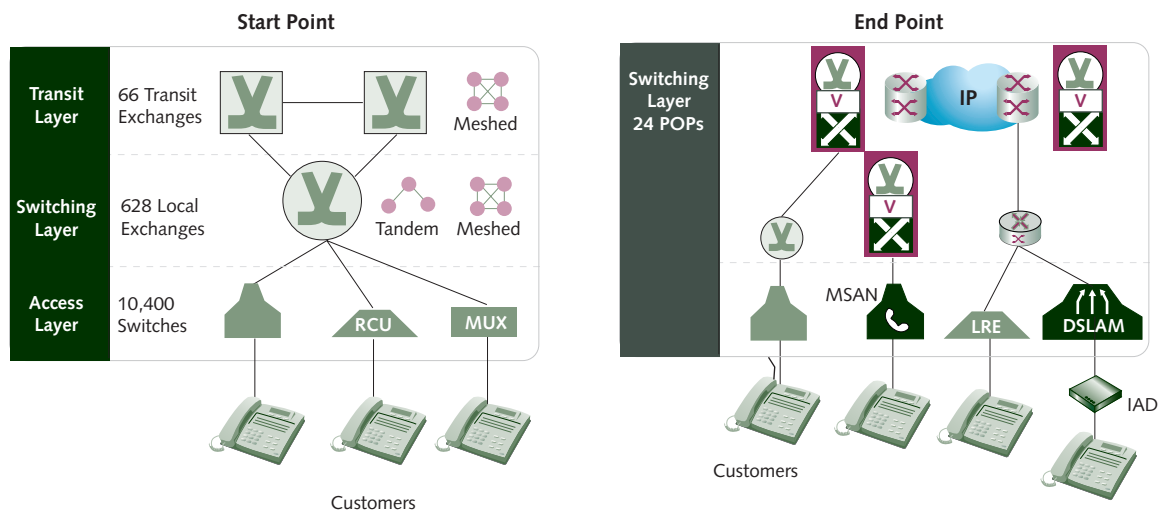 Start Point
Transit
Layer
66 Transit
Exchanges
Meshed
Switching
Layer
628 Local
Exchanges
Tandem
Meshed
Access
Layer
10,400
Switches
RCU
MUX
Customers
End Point
Switching
Layer
24 POPs
V
IP
V
V
MSAN
LRE
DSLAM
IAD
Customers